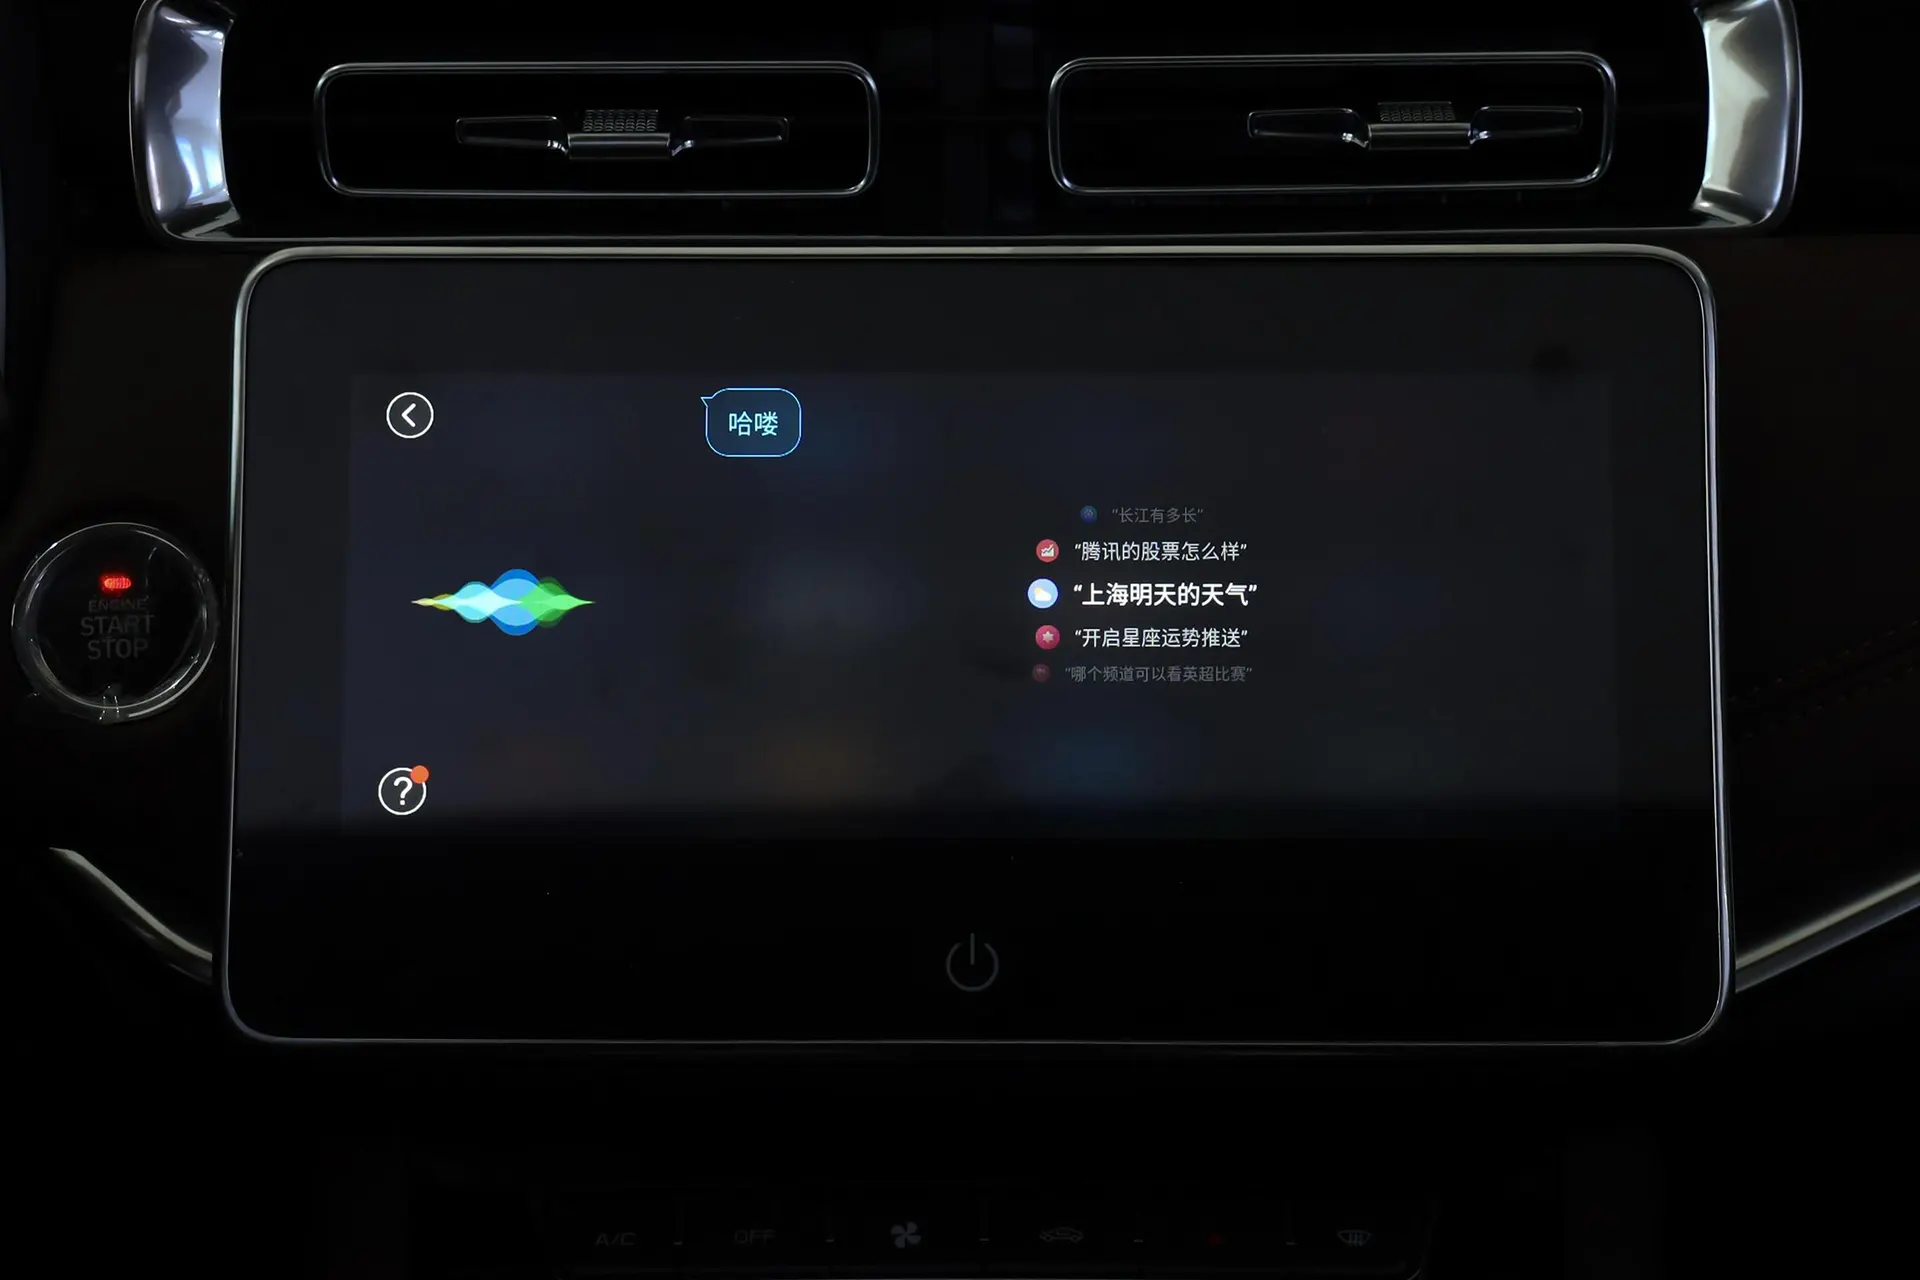 哈喽
“长江有多长”
“腾讯的股票怎么样”
“上海明天的天气”
“开启星座运势推送”
“哪个频道可以看英超比赛”
?
ENGINE
START
STOP
A/C
OFF